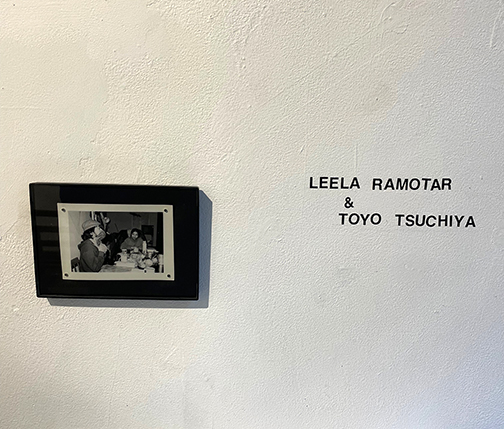 LEELA RAMOTAR
&
TOYO TSUCHIYA